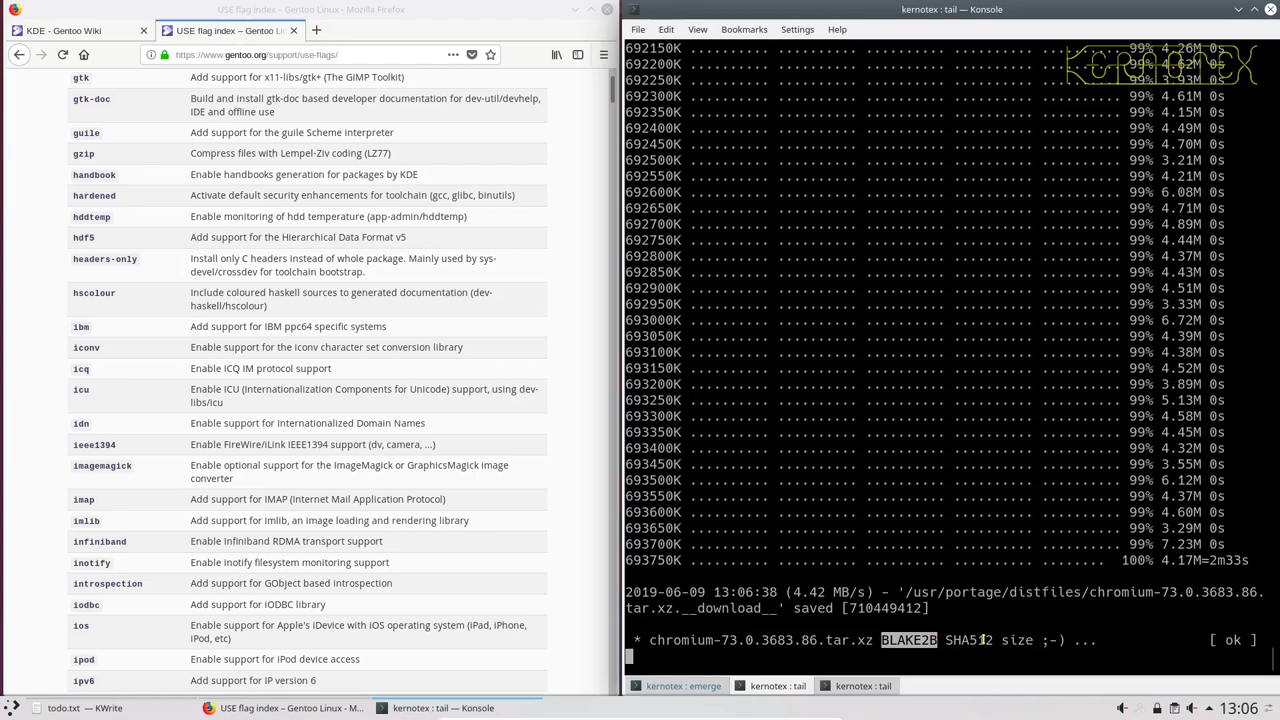 USE flag index – Gentoo Linux - Mozilla Firefox
KDE - Gentoo Wiki
USE flag index – Gentoo Li
https://www.gentoo.org/support/use-flags/
gtk Add support for x11-libs/gtk+ (The GIMP Toolkit)
gtk-doc Build and install gtk-doc based developer documentation for dev-util/devhelp,
IDE and offline use
guile Add support for the guile Scheme interpreter
gzip Compress files with Lempel-Ziv coding (LZ77)
handbook Enable handbooks generation for packages by KDE
hardened Activate default security enhancements for toolchain (gcc, glibc, binutils)
hddtemp Enable monitoring of hdd temperature (app-admin/hddtemp)
hdf5 Add support for the Hierarchical Data Format v5
headers-only Install only C headers instead of whole package. Mainly used by sys-
devel/crossdev for toolchain bootstrap.
hscolour Include coloured haskell sources to generated documentation (dev-
haskell/hscolour)
ibm Add support for IBM ppc64 specific systems
iconv Enable support for the iconv character set conversion library
icq Enable ICQ IM protocol support
icu Enable ICU (Internationalization Components for Unicode) support, using dev-
libs/icu
idn Enable support for Internationalized Domain Names
ieee1394 Enable FireWire/iLink IEEE1394 support (dv, camera, ...)
imagemagick Enable optional support for the ImageMagick or GraphicsMagick image
converter
imap Add support for IMAP (Internet Mail Application Protocol)
imlib Add support for imlib, an image loading and rendering library
infiniband Enable Infiniband RDMA transport support
inotify Enable inotify filesystem monitoring support
introspection Add support for GObject based introspection
iodbc Add support for iODBC library
ios Enable support for Apple's iDevice with iOS operating system (iPad, iPhone,
iPod, etc)
ipod Enable support for iPod device access
ipv6 Add support for IP version 6
kernotex : tail — Konsole
File Edit View Bookmarks Settings Help
KERNOTEX
692150K .......... .......... .......... .......... .......... 99% 4.26M 0s
692200K .......... .......... .......... .......... .......... 99% 4.62M 0s
692250K .......... .......... .......... .......... .......... 99% 3.93M 0s
692300K .......... .......... .......... .......... .......... 99% 4.61M 0s
692350K .......... .......... .......... .......... .......... 99% 4.15M 0s
692400K .......... .......... .......... .......... .......... 99% 4.49M 0s
692450K .......... .......... .......... .......... .......... 99% 4.70M 0s
692500K .......... .......... .......... .......... .......... 99% 3.21M 0s
692550K .......... .......... .......... .......... .......... 99% 4.21M 0s
692600K .......... .......... .......... .......... .......... 99% 6.08M 0s
692650K .......... .......... .......... .......... .......... 99% 4.71M 0s
692700K .......... .......... .......... .......... .......... 99% 4.89M 0s
692750K .......... .......... .......... .......... .......... 99% 4.44M 0s
692800K .......... .......... .......... .......... .......... 99% 4.37M 0s
692850K .......... .......... .......... .......... .......... 99% 4.43M 0s
692900K .......... .......... .......... .......... .......... 99% 4.51M 0s
692950K .......... .......... .......... .......... .......... 99% 3.33M 0s
693000K .......... .......... .......... .......... .......... 99% 6.72M 0s
693050K .......... .......... .......... .......... .......... 99% 4.39M 0s
693100K .......... .......... .......... .......... .......... 99% 4.38M 0s
693150K .......... .......... .......... .......... .......... 99% 4.52M 0s
693200K .......... .......... .......... .......... .......... 99% 3.89M 0s
693250K .......... .......... .......... .......... .......... 99% 5.13M 0s
693300K .......... .......... .......... .......... .......... 99% 4.58M 0s
693350K .......... .......... .......... .......... .......... 99% 4.45M 0s
693400K .......... .......... .......... .......... .......... 99% 4.32M 0s
693450K .......... .......... .......... .......... .......... 99% 3.55M 0s
693500K .......... .......... .......... .......... .......... 99% 6.12M 0s
693550K .......... .......... .......... .......... .......... 99% 4.37M 0s
693600K .......... .......... .......... .......... .......... 99% 4.60M 0s
693650K .......... .......... .......... .......... .......... 99% 3.29M 0s
693700K .......... .......... .......... .......... .......... 99% 7.23M 0s
693750K .......... .......... .......... .......... ........ 100% 4.17M=2m33s
2019-06-09 13:06:38 (4.42 MB/s) - '/usr/portage/distfiles/chromium-73.0.3683.86.
tar.xz.__download__' saved [710449412]
* chromium-73.0.3683.86.tar.xz BLAKE2B SHA512 size ;-) ... [ ok ]
kernotex : emerge
kernotex : tail
kernotex : tail
todo.txt — KWrite
USE flag index – Gentoo Linux - M...
kernotex : tail — Konsole
13:06